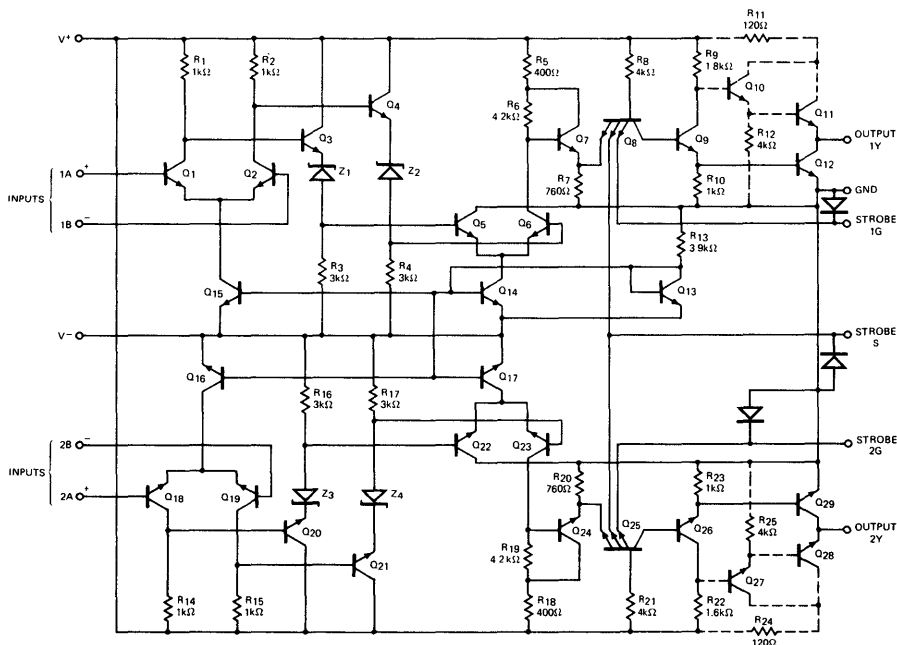 R11
120Ω
V+
R1
1kΩ
R2
1kΩ
R5
400Ω
R8
4kΩ
R9
1.8kΩ
Q10
Q3
Q4
R6
4.2kΩ
Q7
Q8
Q9
R12
4kΩ
Q11
OUTPUT
1Y
1A +
Q1
Q2
Z1
Z2
R7
760Ω
R10
1kΩ
Q12
INPUTS
GND
1B −
Q5
Q6
STROBE
1G
R13
3.9kΩ
R3
3kΩ
R4
3kΩ
Q15
Q14
Q13
V−
STROBE
S
Q16
Q17
R16
3kΩ
R17
3kΩ
2B −
Q22
Q23
STROBE
2G
INPUTS
2A +
Q18
Q19
Z3
Z4
R20
760Ω
R23
1kΩ
Q29
Q20
Q24
Q25
Q26
R25
4kΩ
OUTPUT
2Y
R19
4.2kΩ
Q21
Q27
Q28
R14
1kΩ
R15
1kΩ
R18
400Ω
R21
4kΩ
R22
1.6kΩ
R24
120Ω